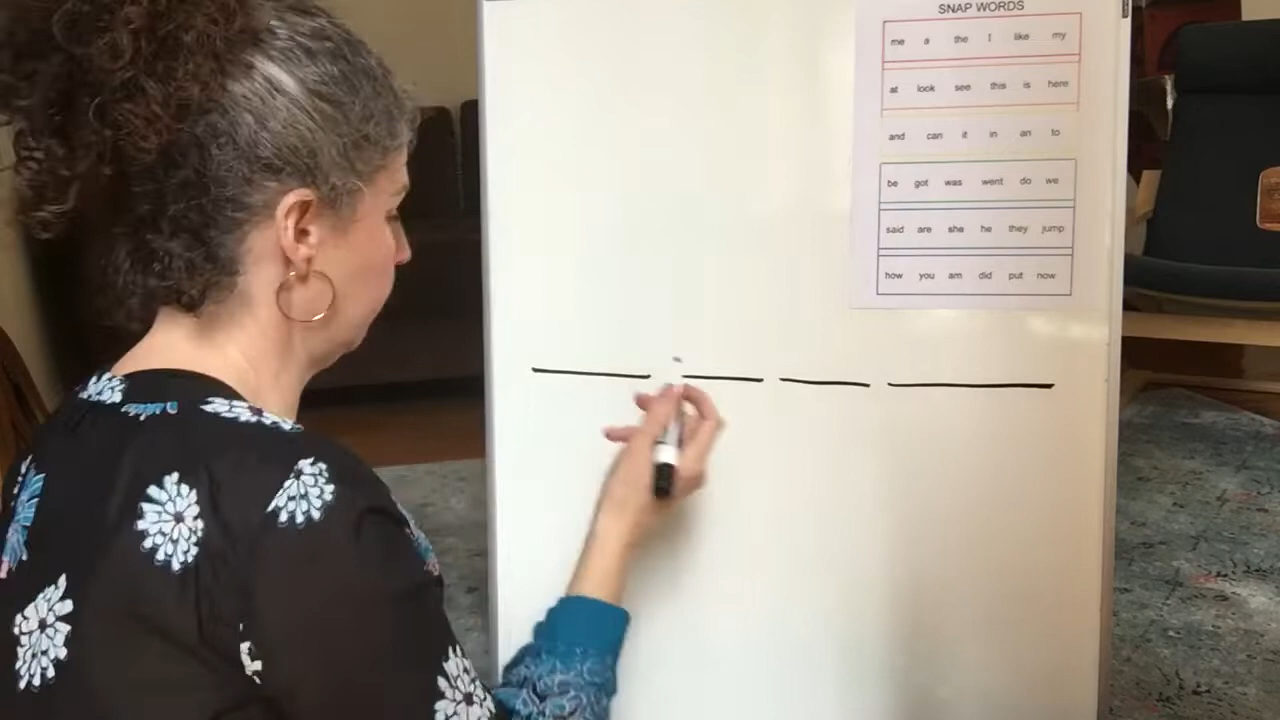 SNAP WORDS
me a the I like my
at look see this is here
and can it in an to
be got was went do we
said are she he they jump
how you am did put now